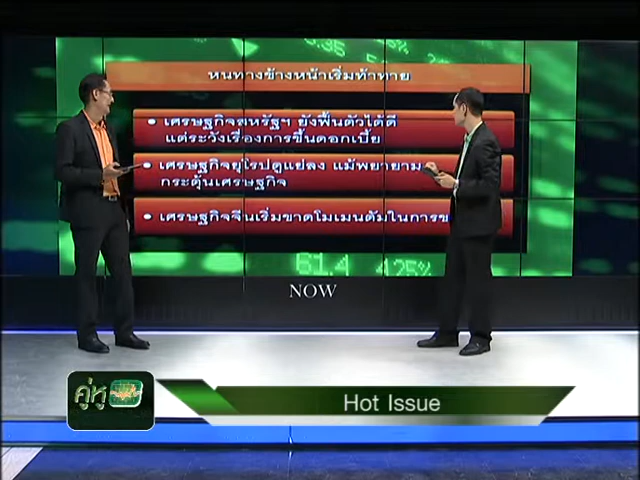 หนทางข้างหน้าเริ่มท้าทาย
• เศรษฐกิจสหรัฐฯ ยังฟื้นตัวได้ดี
แต่ระวังเรื่องการขึ้นดอกเบี้ย
• เศรษฐกิจยุโรปดูแย่ลง แม้พยายาม
กระตุ้นเศรษฐกิจ
• เศรษฐกิจจีนเริ่มขาดโมเมนตัมในการข
61.4
.25%
NOW
คู่หู
Hot Issue